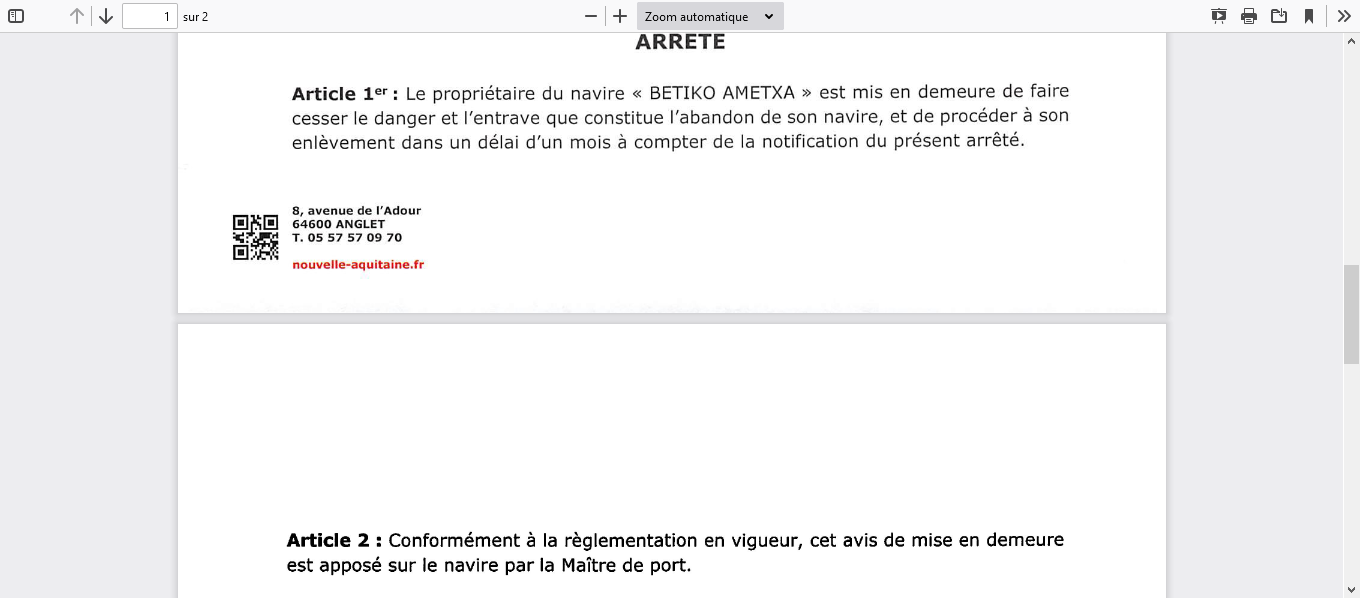 1 sur 2 Zoom automatique
ARRETE
Article 1er : Le propriétaire du navire « BETIKO AMETXA » est mis en demeure de faire
cesser le danger et l'entrave que constitue l'abandon de son navire, et de procéder à son
enlèvement dans un délai d'un mois à compter de la notification du présent arrêté.
8, avenue de l'Adour
64600 ANGLET
T. 05 57 57 09 70
nouvelle-aquitaine.fr
Article 2 : Conformément à la règlementation en vigueur, cet avis de mise en demeure
est apposé sur le navire par la Maître de port.